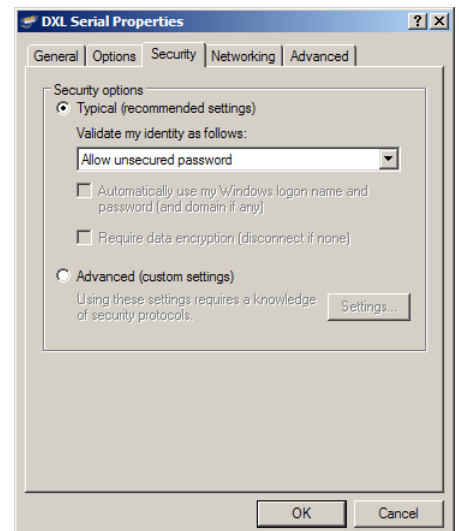 DXL Serial Properties
General Options Security Networking Advanced
Security options
Typical (recommended settings)
Validate my identity as follows:
Allow unsecured password
Automatically use my Windows logon name and
password (and domain if any)
Require data encryption (disconnect if none)
Advanced (custom settings)
Using these settings requires a knowledge
of security protocols.
Settings...
OK Cancel